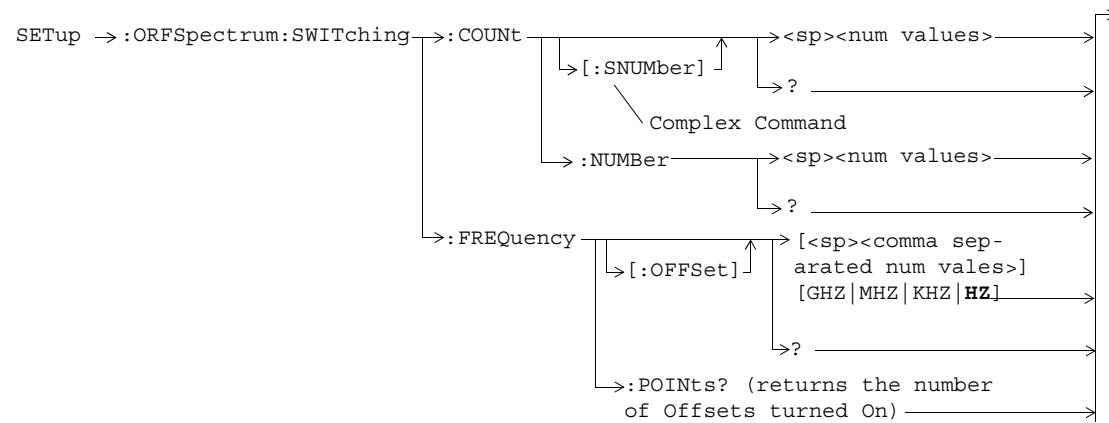 SETup :ORFSpectrum:SWITching :COUNt <sp><num values>
[:SNUMber]
?
Complex Command
:NUMBer <sp><num values>
?
:FREQuency [<sp><comma sep-
arated num vales>]
[:OFFSet]
[GHZ|MHZ|KHZ|HZ]
?
:POINts? (returns the number
of Offsets turned On)